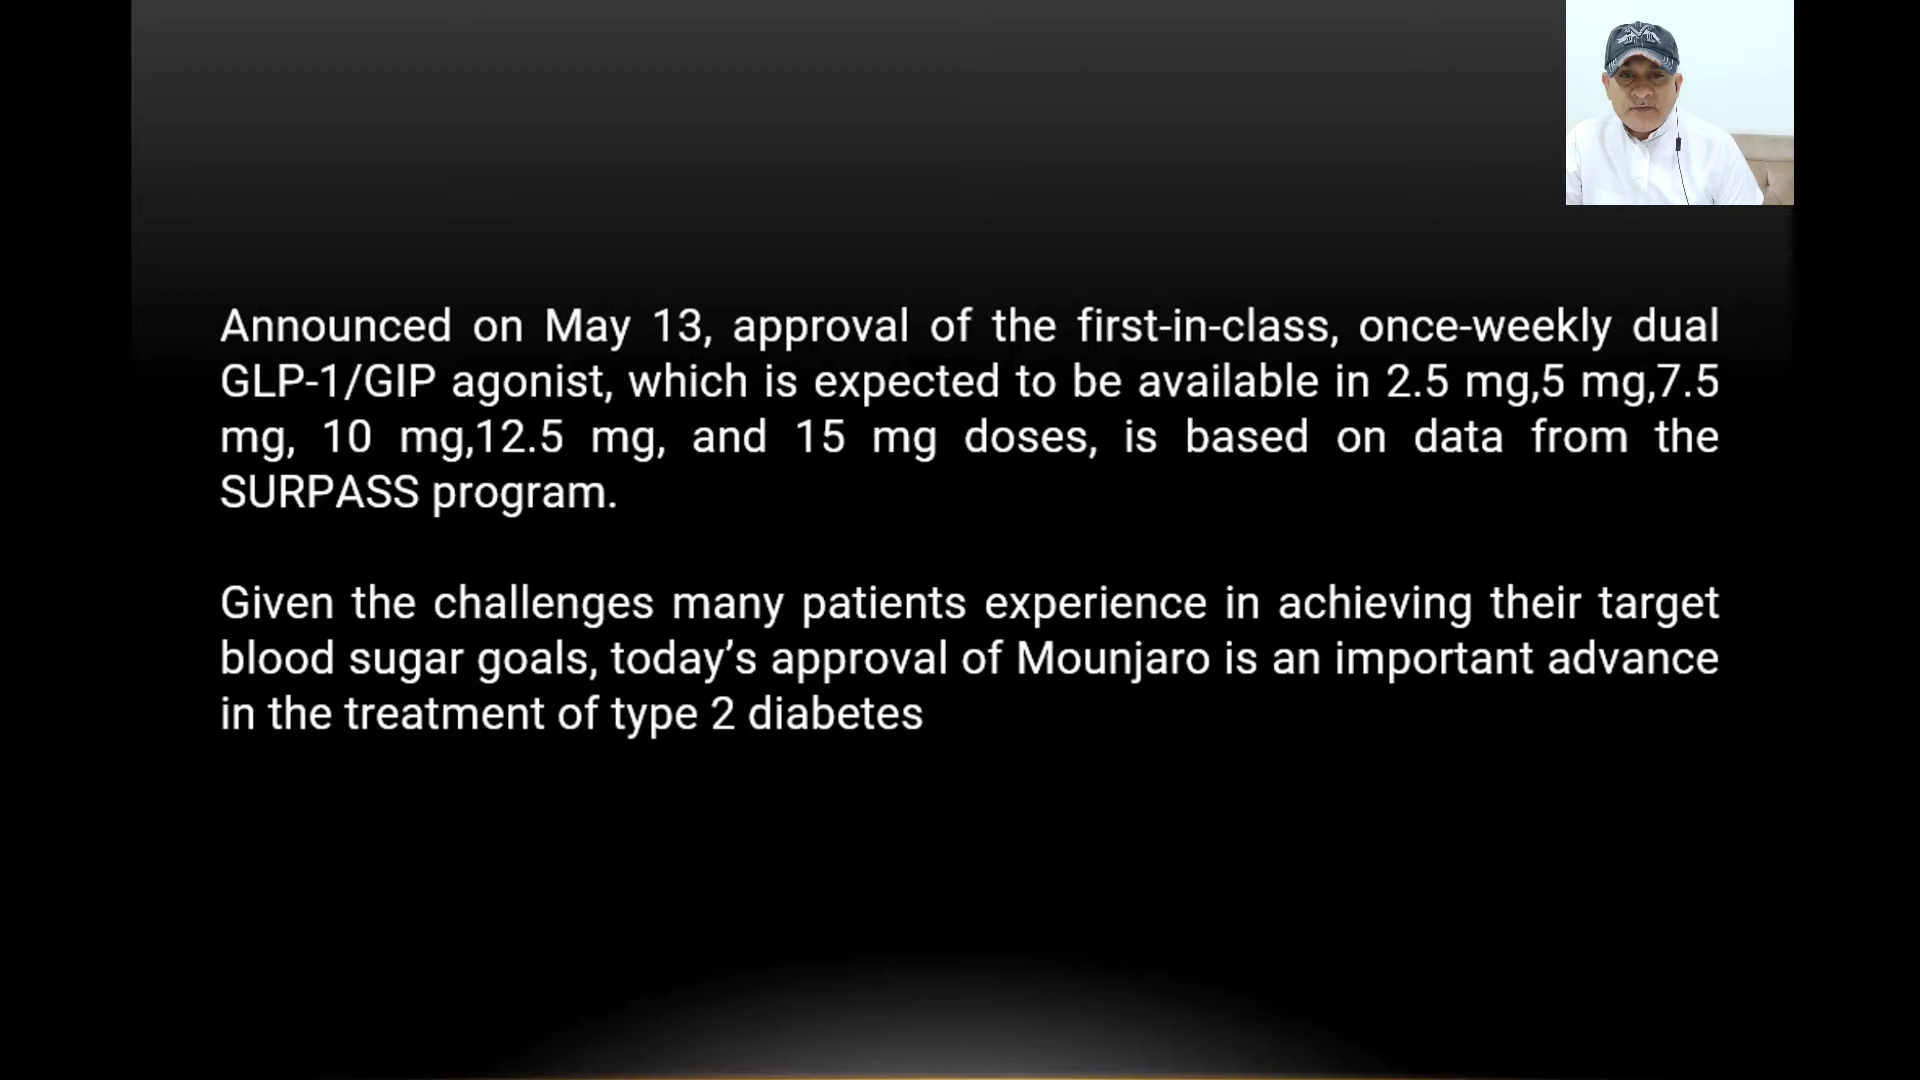 Announced on May 13, approval of the first-in-class, once-weekly dual
GLP-1/GIP agonist, which is expected to be available in 2.5 mg,5 mg,7.5
mg, 10 mg,12.5 mg, and 15 mg doses, is based on data from the
SURPASS program.
Given the challenges many patients experience in achieving their target
blood sugar goals, today’s approval of Mounjaro is an important advance
in the treatment of type 2 diabetes